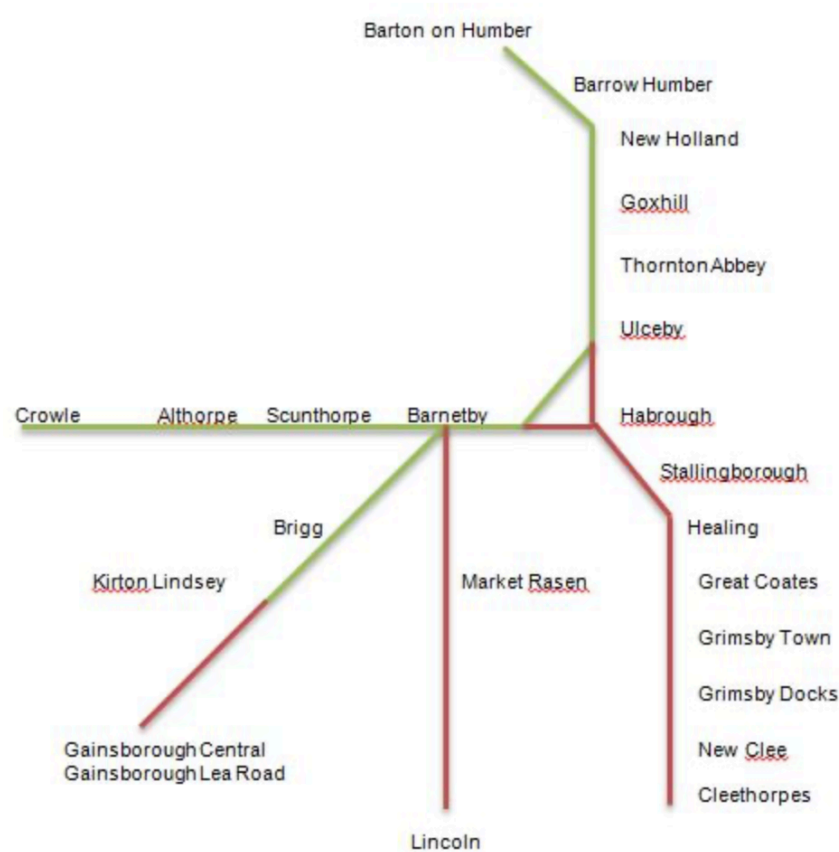 Barton on Humber
Barrow Humber
New Holland
Goxhill
Thornton Abbey
Ulceby
Crowle
Althorpe
Scunthorpe
Barnetby
Habrough
Stallingborough
Brigg
Healing
Kirton Lindsey
Market Rasen
Great Coates
Grimsby Town
Grimsby Docks
Gainsborough Central
Gainsborough Lea Road
New Clee
Cleethorpes
Lincoln